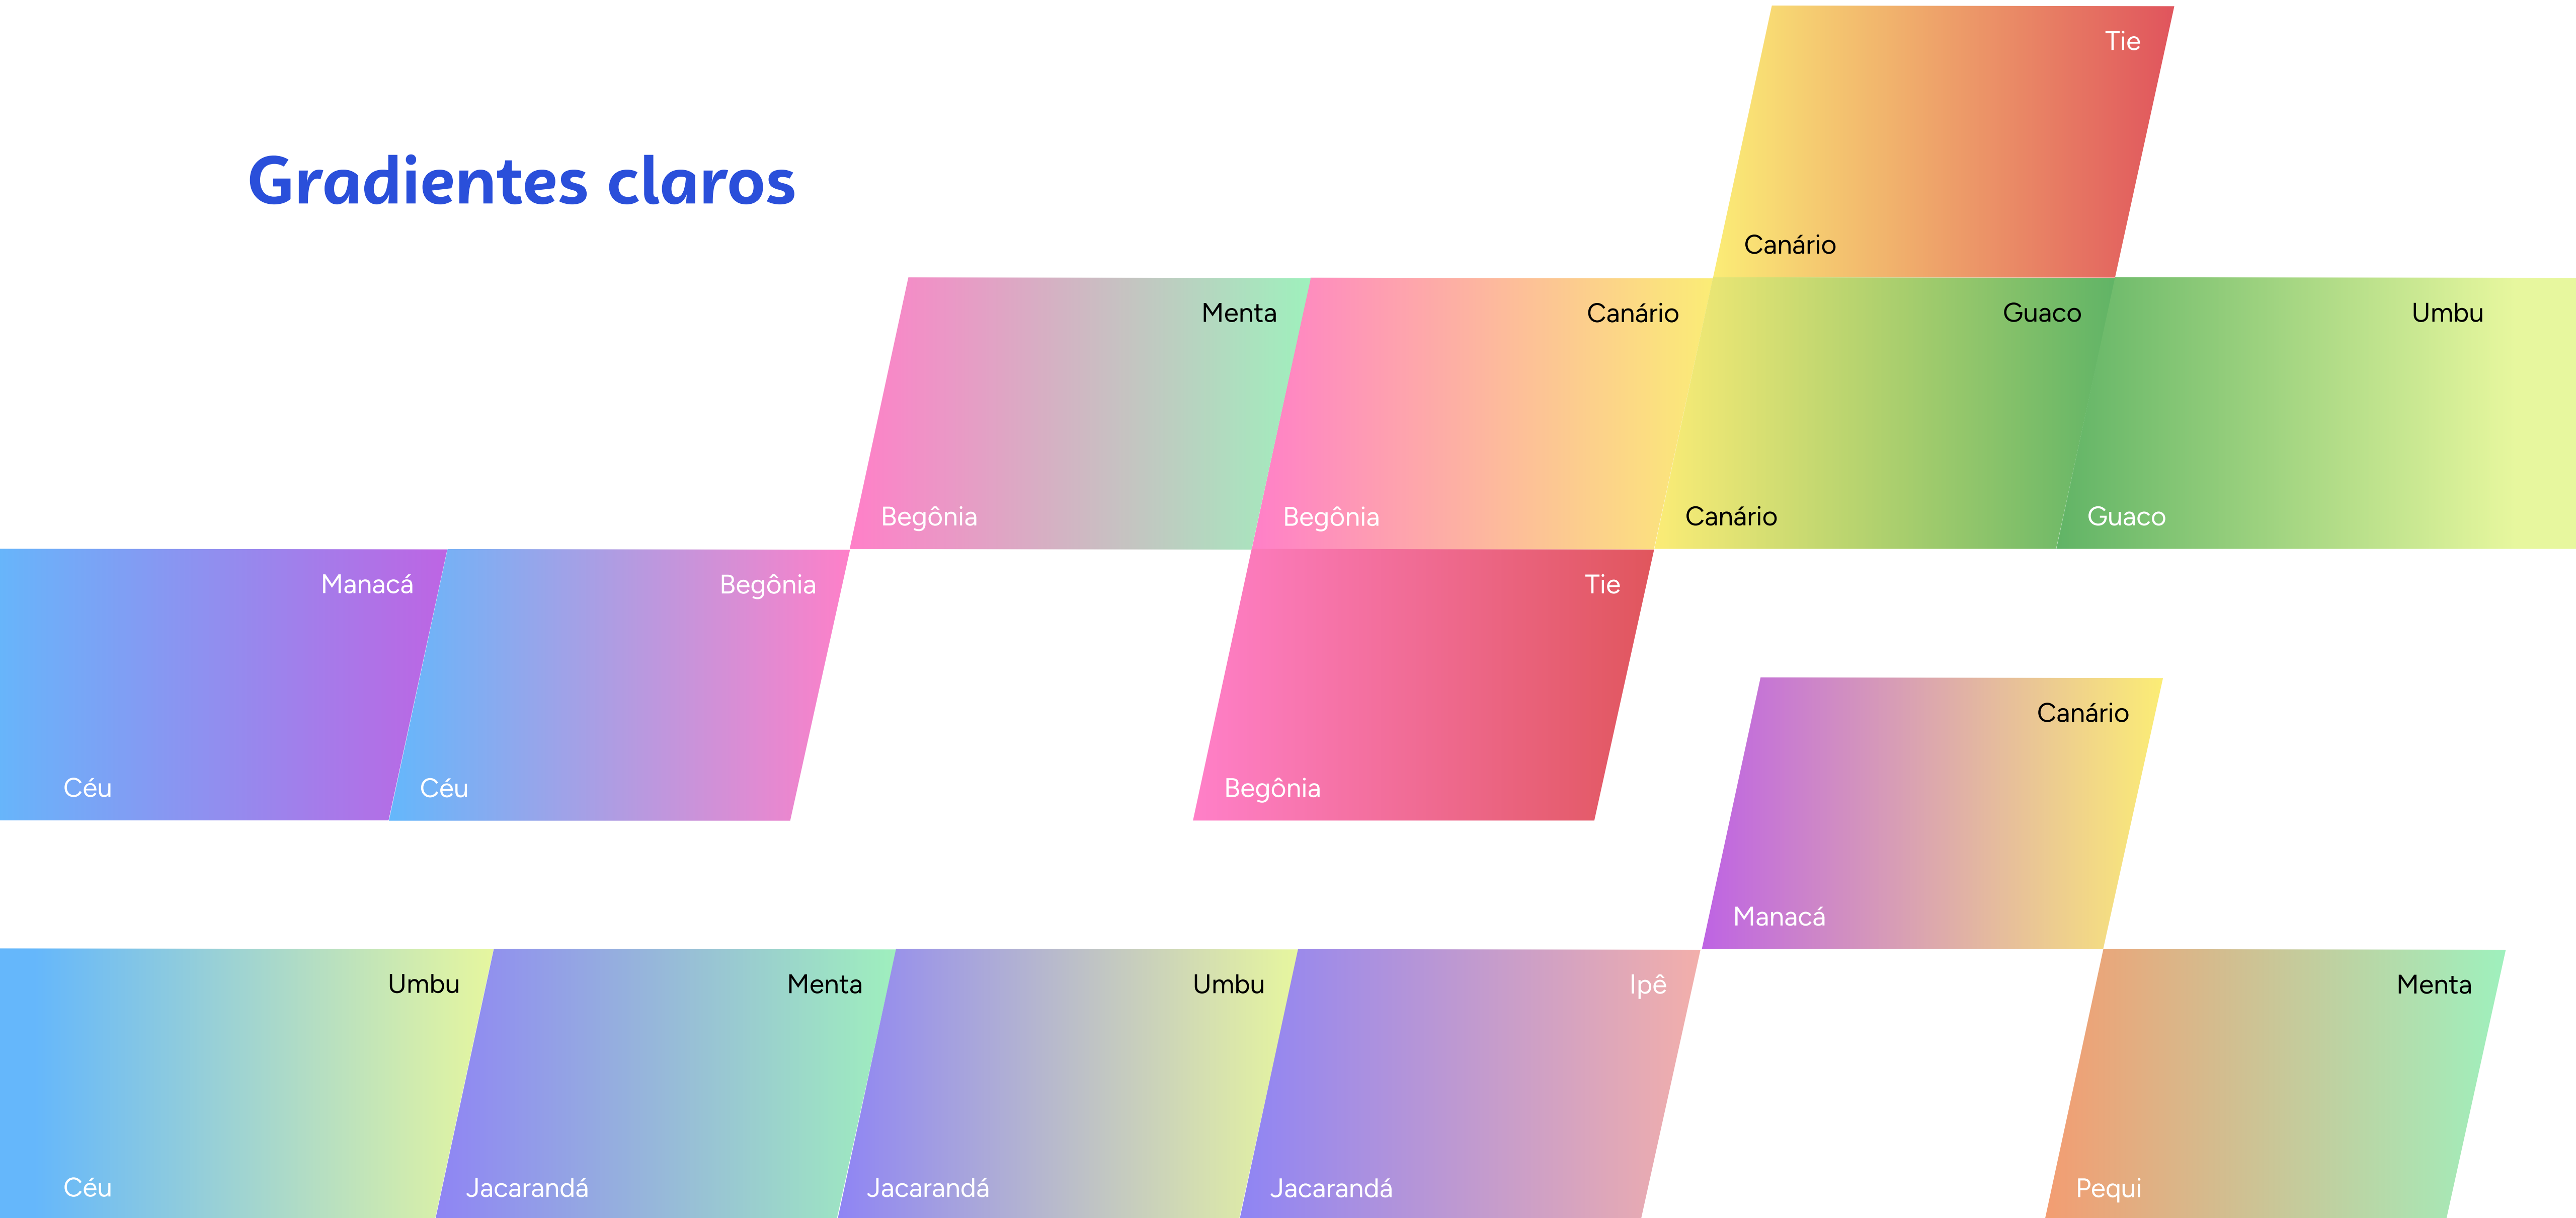 Tie
Gradientes claros
Canário
Menta
Canário
Guaco
Umbu
Begônia
Begônia
Canário
Guaco
Manacá
Begônia
Tie
Céu
Céu
Begônia
Canário
Manacá
Umbu
Menta
Umbu
Ipê
Menta
Céu
Jacarandá
Jacarandá
Jacarandá
Pequi